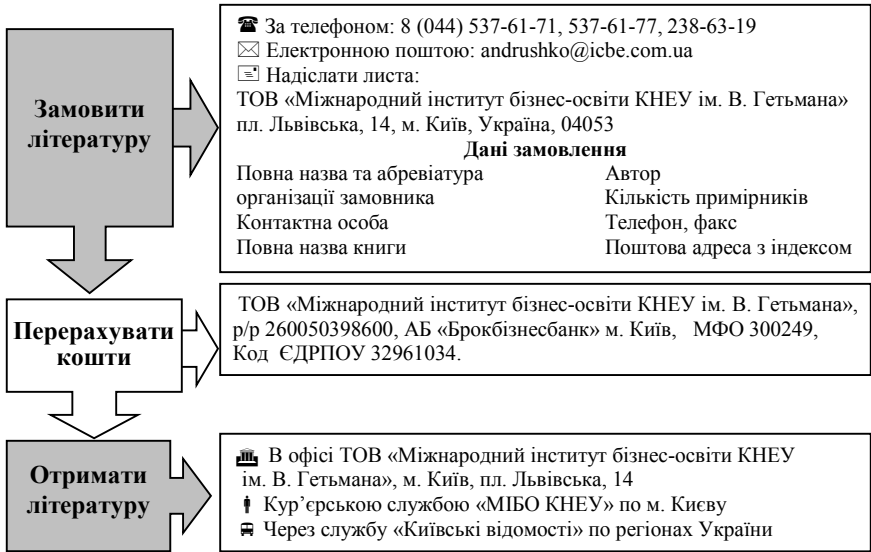 Замовити
літературу
☎ За телефоном: 8 (044) 537-61-71, 537-61-77, 238-63-19
✉ Електронною поштою: andrushko@icbe.com.ua
Надіслати листа:
ТОВ «Міжнародний інститут бізнес-освіти КНЕУ ім. В. Гетьмана»
пл. Львівська, 14, м. Київ, Україна, 04053
Дані замовлення
Повна назва та абревіатура
організації замовника
Контактна особа
Повна назва книги
Автор
Кількість примірників
Телефон, факс
Поштова адреса з індексом
Перерахувати
кошти
ТОВ «Міжнародний інститут бізнес-освіти КНЕУ ім. В. Гетьмана»,
р/р 260050398600, АБ «Брокбізнесбанк» м. Київ, МФО 300249,
Код ЄДРПОУ 32961034.
Отримати
літературу
В офісі ТОВ «Міжнародний інститут бізнес-освіти КНЕУ
ім. В. Гетьмана», м. Київ, пл. Львівська, 14
Кур’єрською службою «МІБО КНЕУ» по м. Києву
Через службу «Київські відомості» по регіонах України